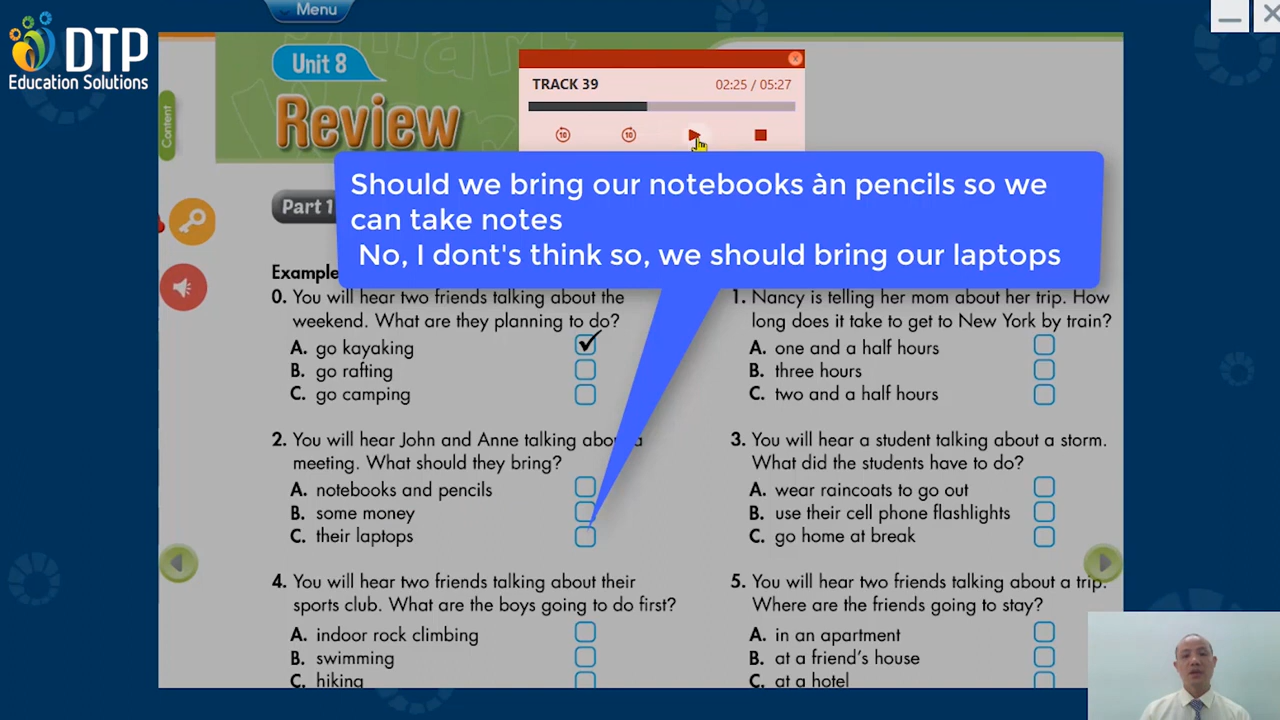 Menu
DTP
Education Solutions
Content
Unit 8
Review
TRACK 39
02:25 / 05:27
10
10
Should we bring our notebooks àn pencils so we
can take notes
No, I dont's think so, we should bring our laptops
Part 1
Example
0. You will hear two friends talking about the
weekend. What are they planning to do?
A. go kayaking
B. go rafting
C. go camping
1. Nancy is telling her mom about her trip. How
long does it take to get to New York by train?
A. one and a half hours
B. three hours
C. two and a half hours
2. You will hear John and Anne talking about a
meeting. What should they bring?
A. notebooks and pencils
B. some money
C. their laptops
3. You will hear a student talking about a storm.
What did the students have to do?
A. wear raincoats to go out
B. use their cell phone flashlights
C. go home at break
4. You will hear two friends talking about their
sports club. What are the boys going to do first?
A. indoor rock climbing
B. swimming
C. hiking
5. You will hear two friends talking about a trip.
Where are the friends going to stay?
A. in an apartment
B. at a friend's house
C. at a hotel